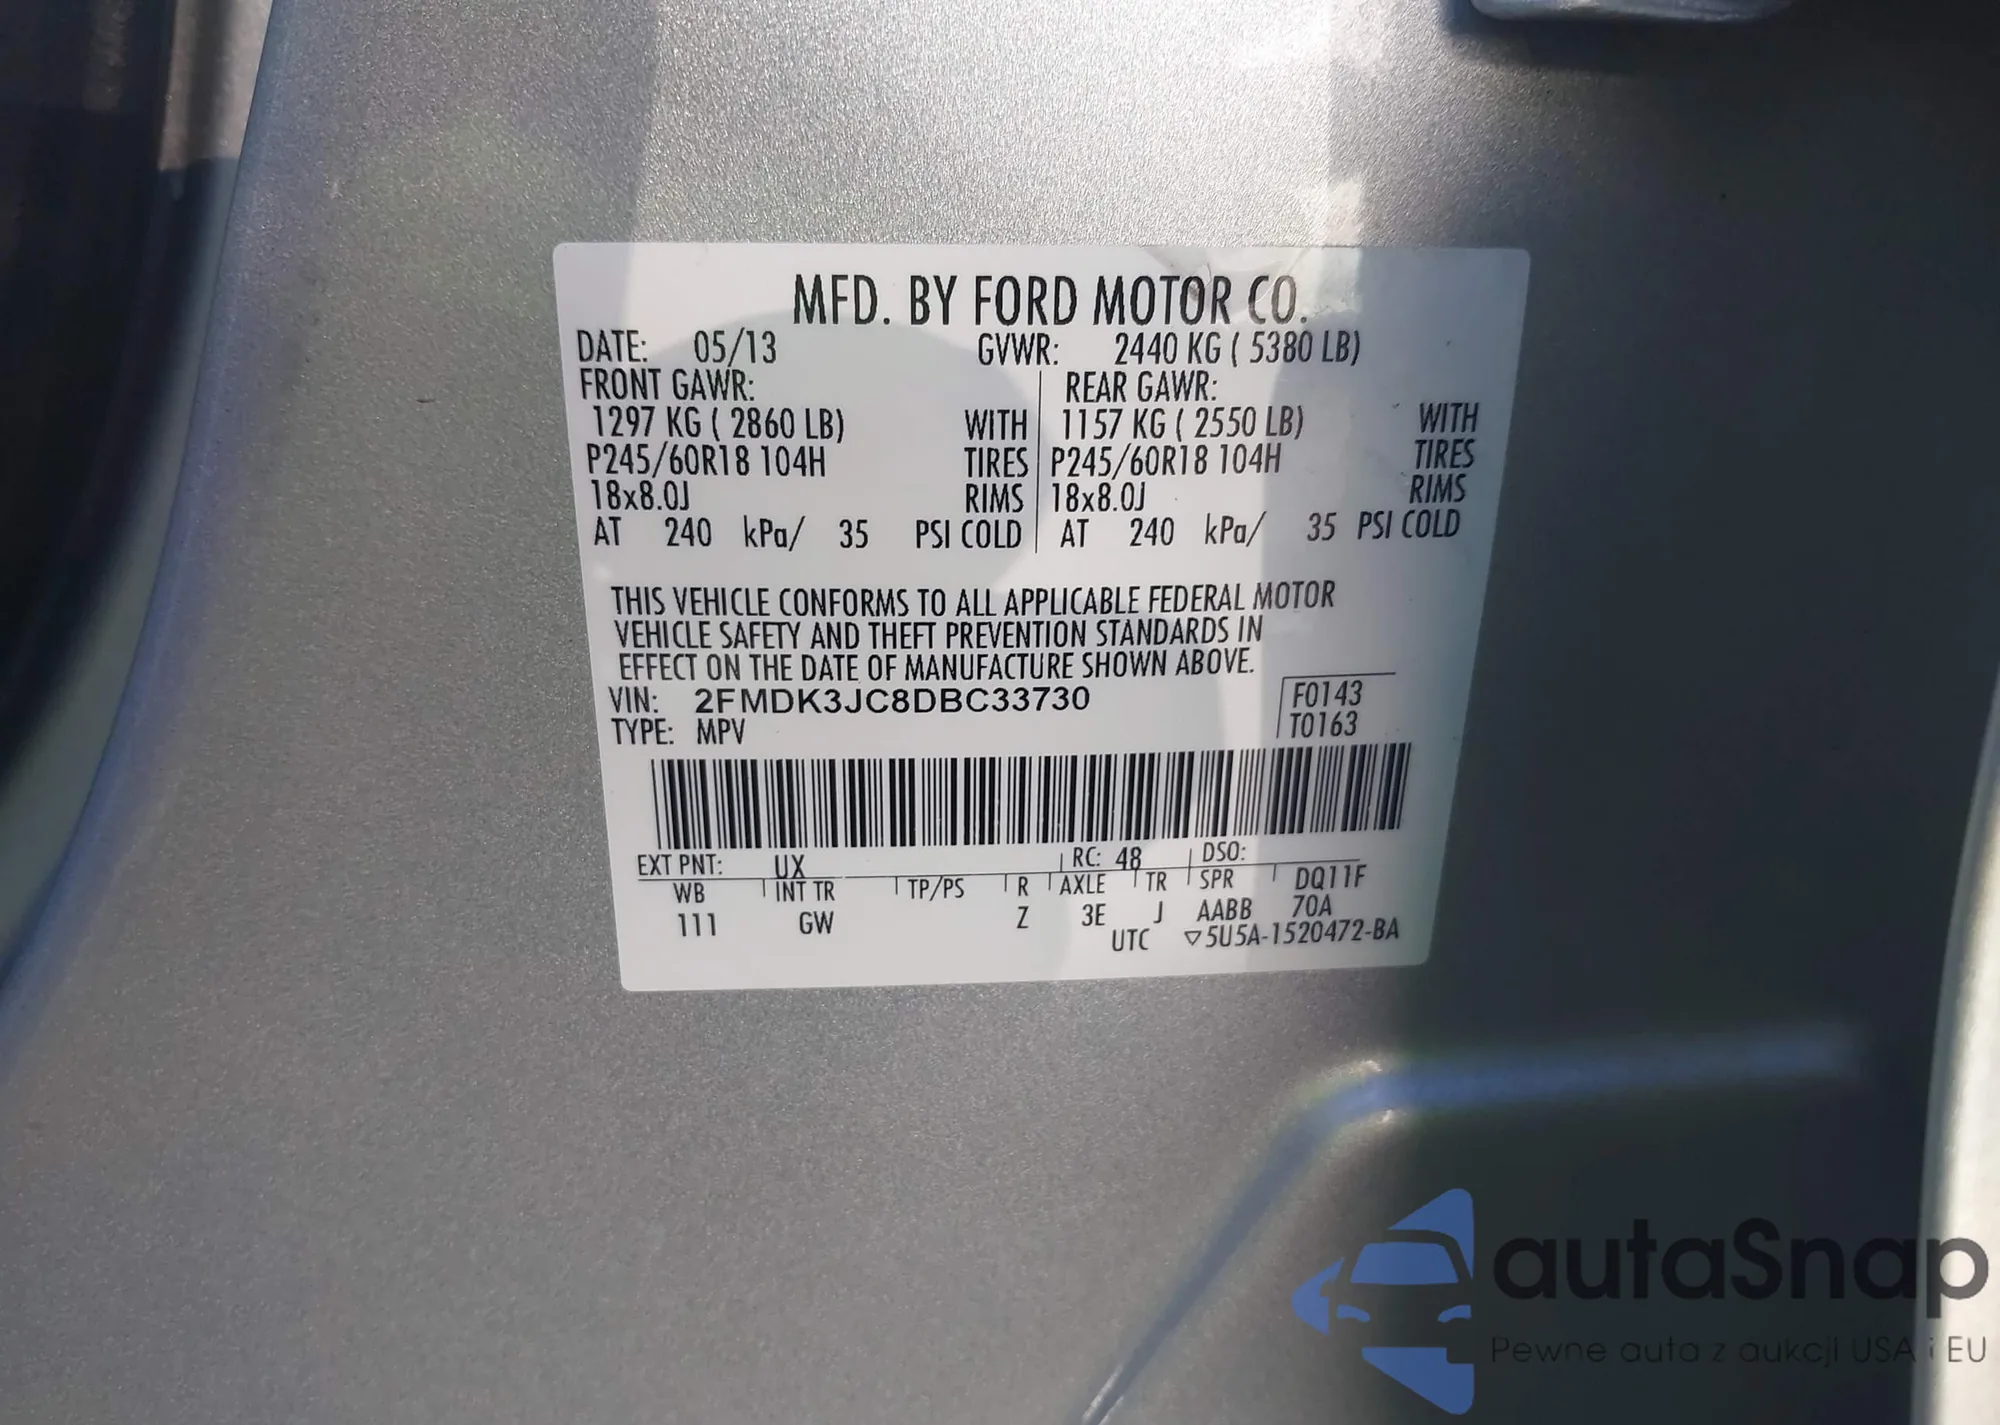 MFD. BY FORD MOTOR CO.
DATE: 05/13 GVWR: 2440 KG ( 5380 LB)
FRONT GAWR: REAR GAWR:
1297 KG ( 2860 LB) WITH 1157 KG ( 2550 LB) WITH
P245/60R18 104H TIRES P245/60R18 104H TIRES
18x8.0J RIMS 18x8.0J RIMS
AT 240 kPa/ 35 PSI COLD AT 240 kPa/ 35 PSI COLD
THIS VEHICLE CONFORMS TO ALL APPLICABLE FEDERAL MOTOR
VEHICLE SAFETY AND THEFT PREVENTION STANDARDS IN
EFFECT ON THE DATE OF MANUFACTURE SHOWN ABOVE.
VIN: 2FMDK3JC8DBC33730 F0143
TYPE: MPV T0163
EXT PNT: UX RC: 48 DSO:
WB INT TR TP/PS R AXLE TR SPR DQ11F
111 GW Z 3E J AABB 70A
UTC ▽5U5A-1520472-BA
autaSnap
Pewne auta z aukcji USA i EU